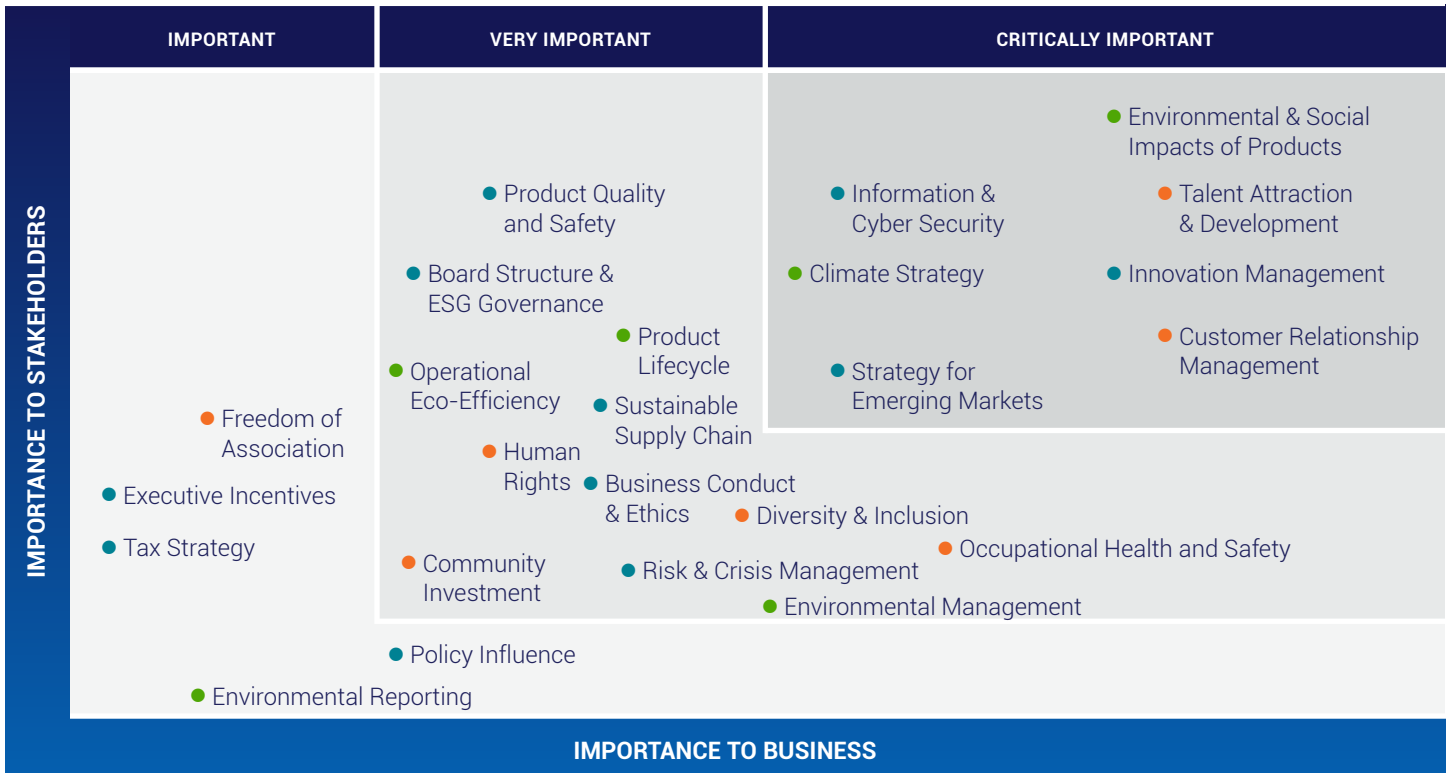 IMPORTANT
VERY IMPORTANT
CRITICALLY IMPORTANT
IMPORTANCE TO STAKEHOLDERS
Environmental & Social
Impacts of Products
Product Quality
and Safety
Information &
Cyber Security
Talent Attraction
& Development
Board Structure &
ESG Governance
Climate Strategy
Innovation Management
Product
Lifecycle
Customer Relationship
Management
Operational
Eco-Efficiency
Strategy for
Emerging Markets
Sustainable
Supply Chain
Freedom of
Association
Human
Rights
Business Conduct
& Ethics
Executive Incentives
Diversity & Inclusion
Tax Strategy
Occupational Health and Safety
Community
Investment
Risk & Crisis Management
Environmental Management
Policy Influence
Environmental Reporting
IMPORTANCE TO BUSINESS